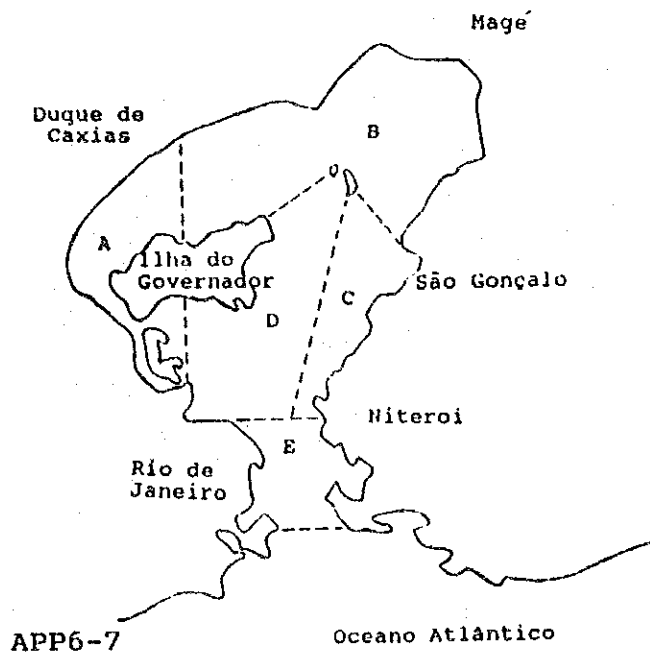 Magé
Duque de
Caxias
B
A
Ilha do
Governador
São Gonçalo
C
D
Niteroi
E
Rio de
Janeiro
APP6-7
Oceano Atlântico